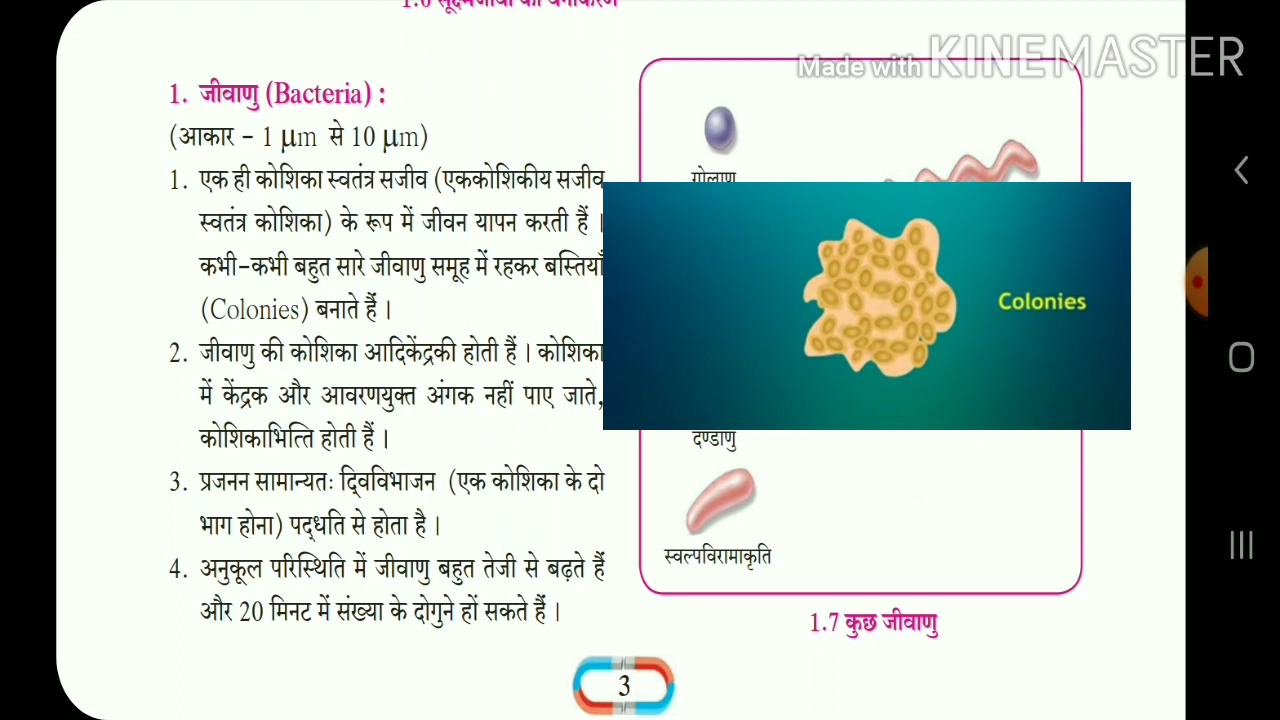 1. जीवाणु (Bacteria) :
(आकार - 1 μm से 10 μm)
1. एक ही कोशिका स्वतंत्र सजीव (एककोशिकीय सजीव
स्वतंत्र कोशिका) के रूप में जीवन यापन करती हैं ।
कभी-कभी बहुत सारे जीवाणु समूह में रहकर बस्तियाँ
(Colonies) बनाते हैं ।
2. जीवाणु की कोशिका आदिकेंद्रकी होती हैं । कोशिका
में केंद्रक और आवरणयुक्त अंगक नहीं पाए जाते,
कोशिकाभित्ति होती हैं ।
3. प्रजनन सामान्यतः द्विविभाजन (एक कोशिका के दो
भाग होना) पद्धति से होता है ।
4. अनुकूल परिस्थिति में जीवाणु बहुत तेजी से बढ़ते हैं
और 20 मिनट में संख्या के दोगुने हों सकते हैं ।
Made with KINEMASTER
Colonies
दण्डाणु
स्वल्पविरामाकृति
1.7 कुछ जीवाणु
3